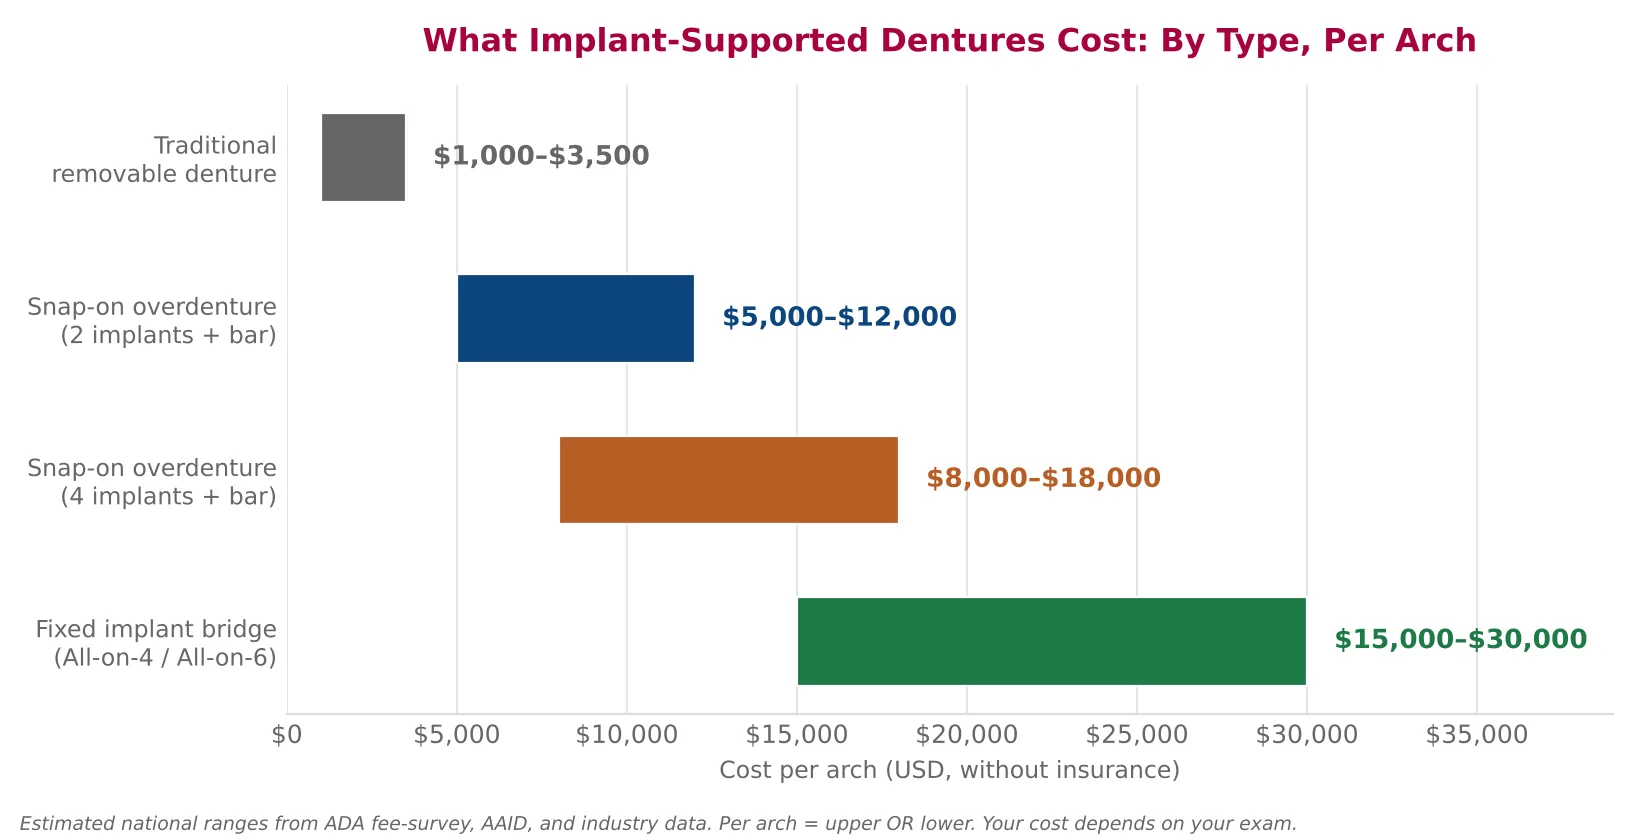 What Implant-Supported Dentures Cost: By Type, Per Arch
Traditional
removable denture
$1,000–$3,500
Snap-on overdenture
(2 implants + bar)
$5,000–$12,000
Snap-on overdenture
(4 implants + bar)
$8,000–$18,000
Fixed implant bridge
(All-on-4 / All-on-6)
$15,000–$30,000
$0 $5,000 $10,000 $15,000 $20,000 $25,000 $30,000 $35,000
Cost per arch (USD, without insurance)
Estimated national ranges from ADA fee-survey, AAID, and industry data. Per arch = upper OR lower. Your cost depends on your exam.